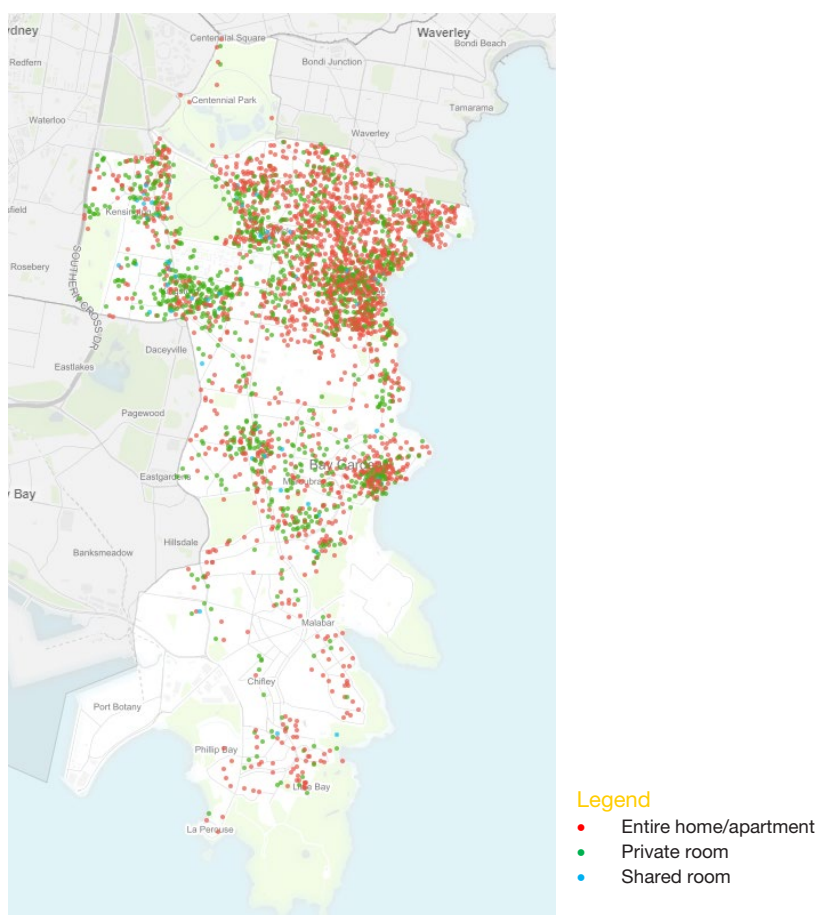 ydney
Centennial Square
Waverley
Bondi Beach
Redfern
Bondi Junction
Centennial Park
Tamarama
Waterloo
Waverley
Kensington
Rosebery
SOUTHERN CROSS DR
Daceyville
Eastlakes
Pagewood
Eastgardens
y Bay
Hillsdale
Banksmeadow
Malabar
Chifley
Port Botany
Phillip Bay
Little Bay
La Perouse
Legend
Entire home/apartment
Private room
Shared room